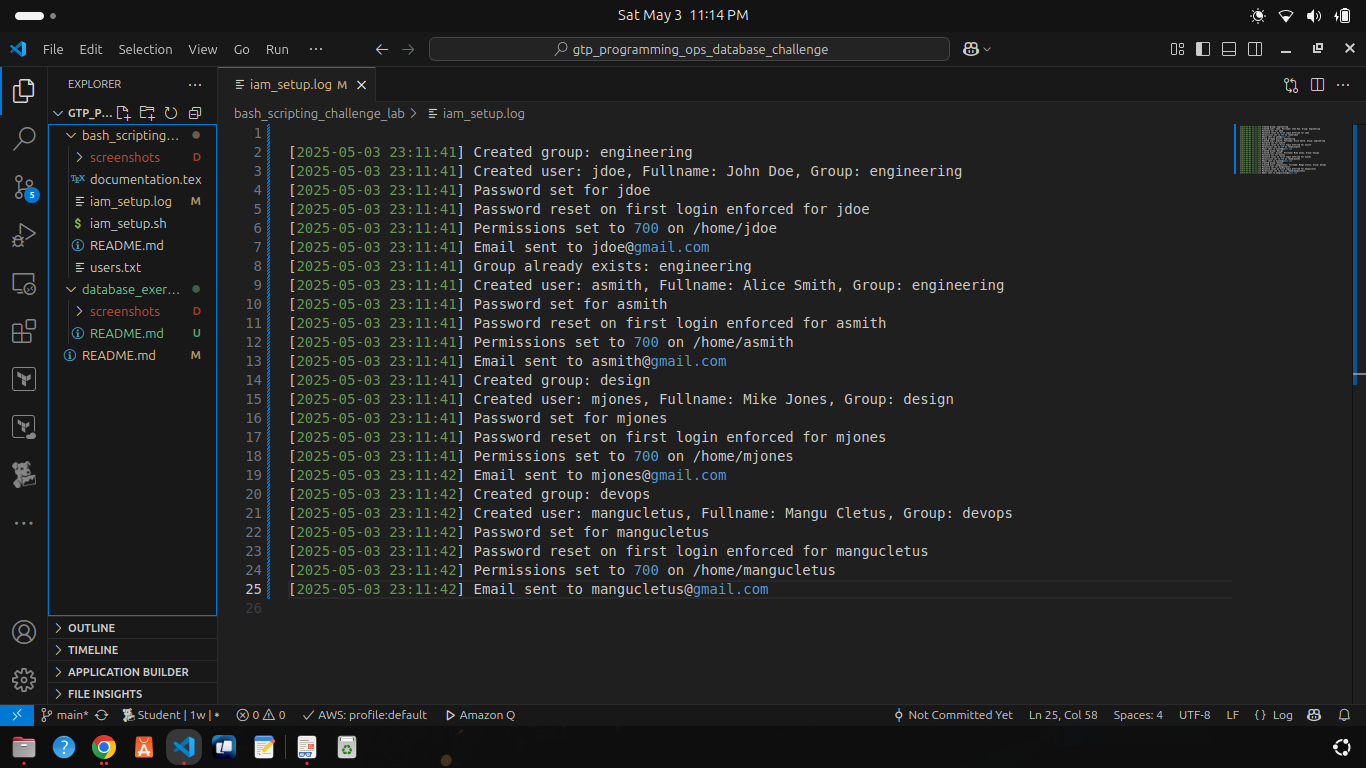 Sat May 3 11:14 PM
File Edit Selection View Go Run ···
gtp_programming_ops_database_challenge
EXPLORER
iam_setup.log M
GTP_P...
bash_scripting_challenge_lab > iam_setup.log
bash_scripting...
screenshots D
documentation.tex
iam_setup.log M
iam_setup.sh
README.md
users.txt
database_exer...
screenshots D
README.md U
README.md M
5
1
2 [2025-05-03 23:11:41] Created group: engineering
3 [2025-05-03 23:11:41] Created user: jdoe, Fullname: John Doe, Group: engineering
4 [2025-05-03 23:11:41] Password set for jdoe
5 [2025-05-03 23:11:41] Password reset on first login enforced for jdoe
6 [2025-05-03 23:11:41] Permissions set to 700 on /home/jdoe
7 [2025-05-03 23:11:41] Email sent to jdoe@gmail.com
8 [2025-05-03 23:11:41] Group already exists: engineering
9 [2025-05-03 23:11:41] Created user: asmith, Fullname: Alice Smith, Group: engineering
10 [2025-05-03 23:11:41] Password set for asmith
11 [2025-05-03 23:11:41] Password reset on first login enforced for asmith
12 [2025-05-03 23:11:41] Permissions set to 700 on /home/asmith
13 [2025-05-03 23:11:41] Email sent to asmith@gmail.com
14 [2025-05-03 23:11:41] Created group: design
15 [2025-05-03 23:11:41] Created user: mjones, Fullname: Mike Jones, Group: design
16 [2025-05-03 23:11:41] Password set for mjones
17 [2025-05-03 23:11:41] Password reset on first login enforced for mjones
18 [2025-05-03 23:11:41] Permissions set to 700 on /home/mjones
19 [2025-05-03 23:11:42] Email sent to mjones@gmail.com
20 [2025-05-03 23:11:42] Created group: devops
21 [2025-05-03 23:11:42] Created user: mangucletus, Fullname: Mangu Cletus, Group: devops
22 [2025-05-03 23:11:42] Password set for mangucletus
23 [2025-05-03 23:11:42] Password reset on first login enforced for mangucletus
24 [2025-05-03 23:11:42] Permissions set to 700 on /home/mangucletus
25 [2025-05-03 23:11:42] Email sent to mangucletus@gmail.com
26
OUTLINE
TIMELINE
APPLICATION BUILDER
FILE INSIGHTS
main* Student | 1w | • 0 0 AWS: profile:default Amazon Q Not Committed Yet Ln 25, Col 58 Spaces: 4 UTF-8 LF {} Log